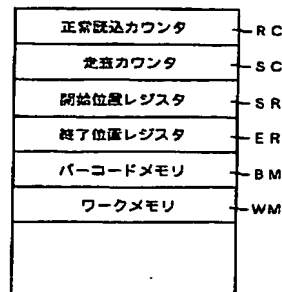 正常読込カウンタ RC
走査カウンタ SC
開始位置レジスタ SR
終了位置レジスタ ER
バーコードメモリ BM
ワークメモリ WM